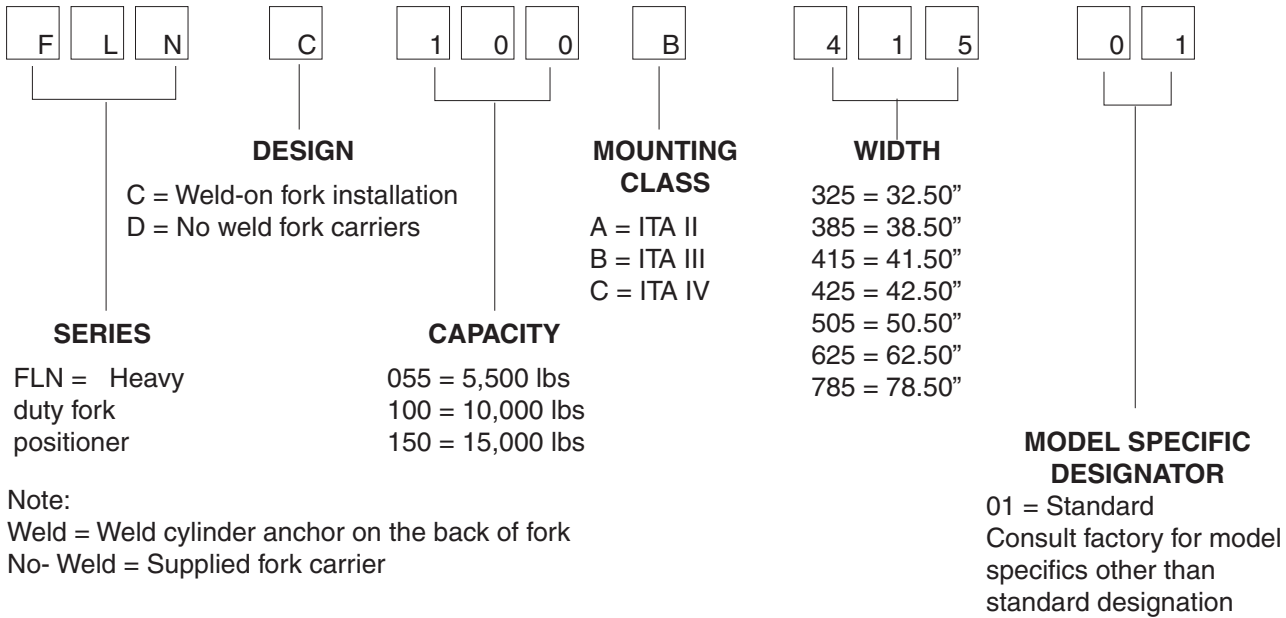 F L N C 1 0 0 B 4 1 5 0 1
DESIGN
C = Weld-on fork installation
D = No weld fork carriers
MOUNTING
CLASS
A = ITA II
B = ITA III
C = ITA IV
WIDTH
325 = 32.50”
385 = 38.50”
415 = 41.50”
425 = 42.50”
505 = 50.50”
625 = 62.50”
785 = 78.50”
SERIES
FLN = Heavy
duty fork
positioner
CAPACITY
055 = 5,500 lbs
100 = 10,000 lbs
150 = 15,000 lbs
MODEL SPECIFIC
DESIGNATOR
01 = Standard
Consult factory for model
specifics other than
standard designation
Note:
Weld = Weld cylinder anchor on the back of fork
No- Weld = Supplied fork carrier